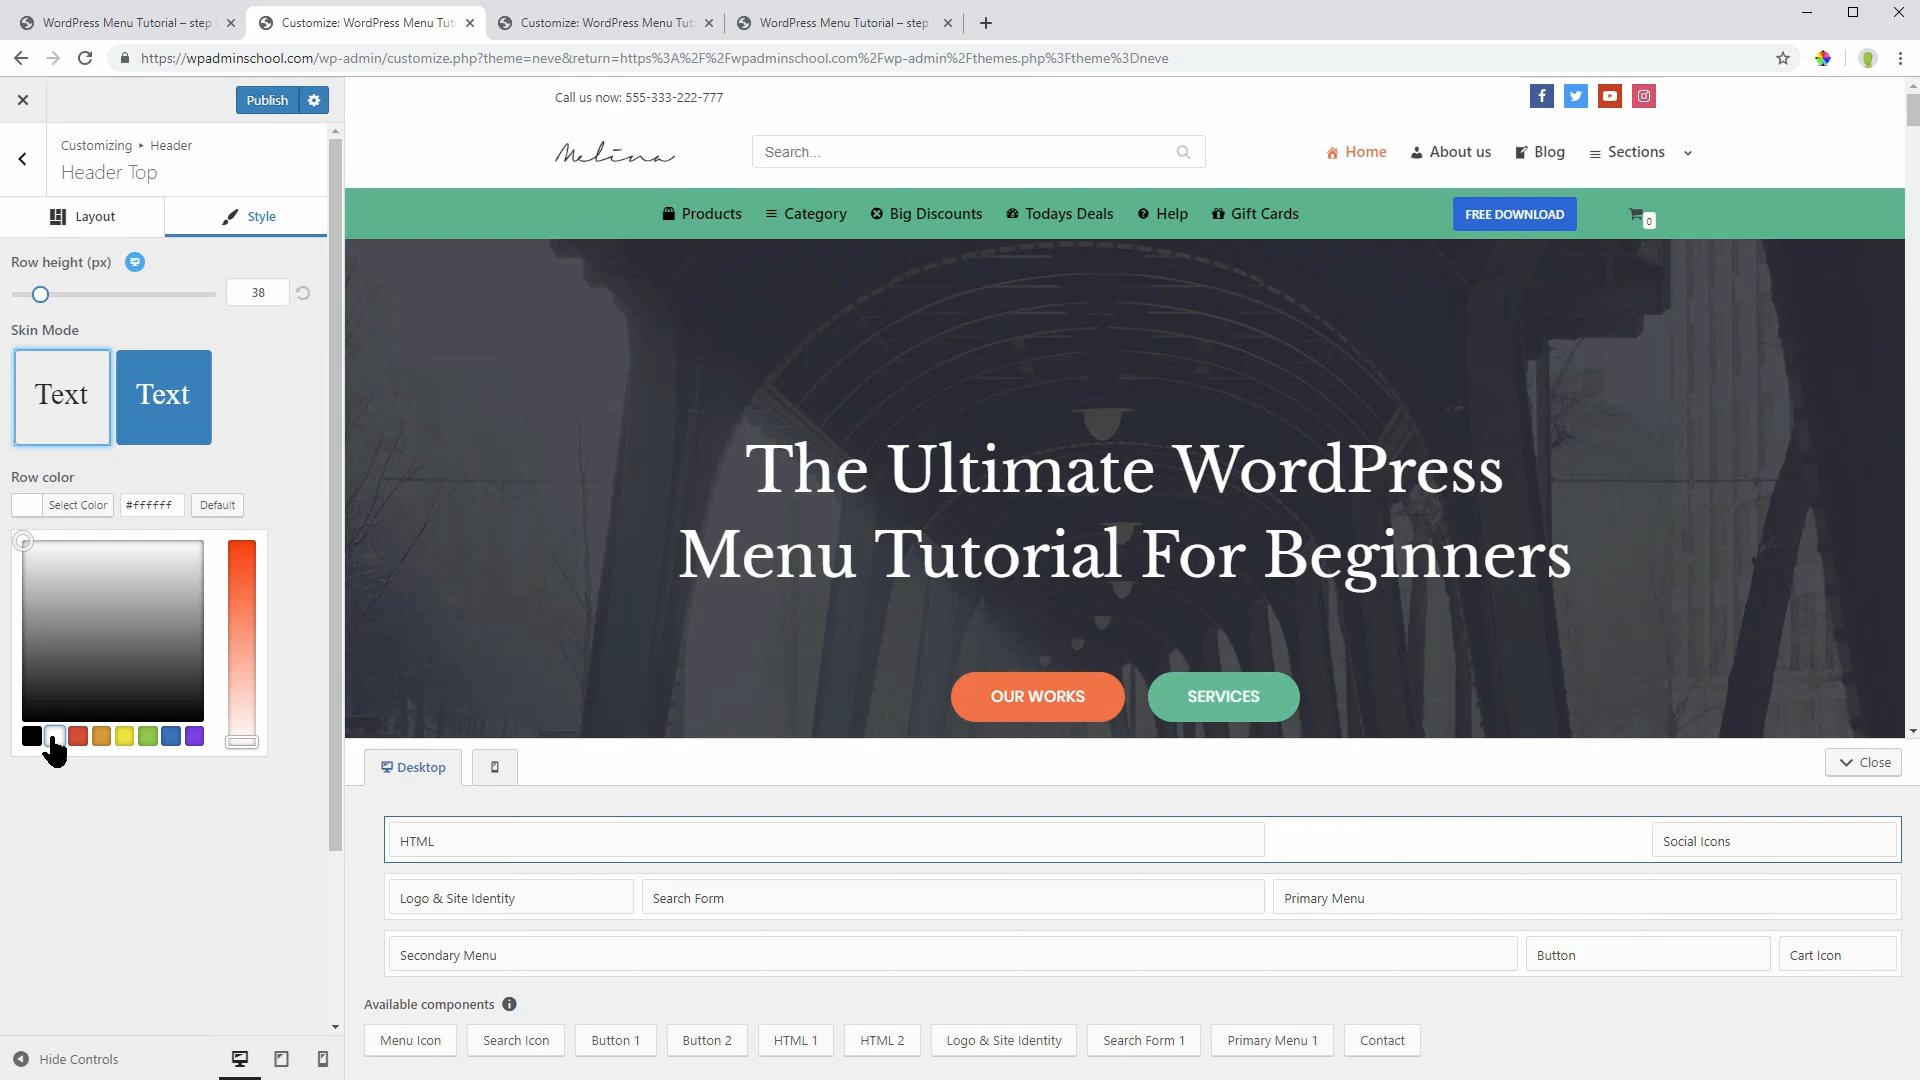 WordPress Menu Tutorial – step
Customize: WordPress Menu Tut
Customize: WordPress Menu Tut
WordPress Menu Tutorial – step
https://wpadminschool.com/wp-admin/customize.php?theme=neve&return=https%3A%2F%2Fwpadminschool.com%2Fwp-admin%2Fthemes.php%3Ftheme%3Dneve
Publish
Customizing ▸ Header
Header Top
Layout
Style
Row height (px)
38
Skin Mode
Text
Text
Row color
Select Color
#ffffff
Default
Hide Controls
Call us now: 555-333-222-777
Melina
Search...
Home
About us
Blog
Sections
Products
Category
Big Discounts
Todays Deals
Help
Gift Cards
FREE DOWNLOAD
0
The Ultimate WordPress
Menu Tutorial For Beginners
OUR WORKS
SERVICES
Desktop
Close
HTML
Social Icons
Logo & Site Identity
Search Form
Primary Menu
Secondary Menu
Button
Cart Icon
Available components
Menu Icon
Search Icon
Button 1
Button 2
HTML 1
HTML 2
Logo & Site Identity
Search Form 1
Primary Menu 1
Contact